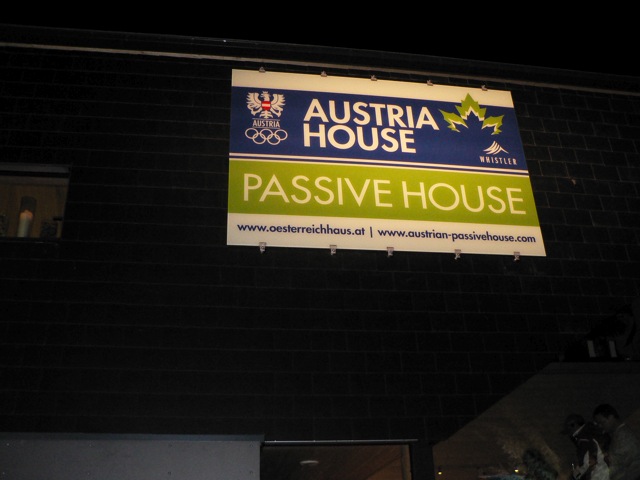 AUSTRIA
AUSTRIA
HOUSE
WHISTLER
PASSIVE HOUSE
www.oesterreichhaus.at | www.austrian-passivehouse.com